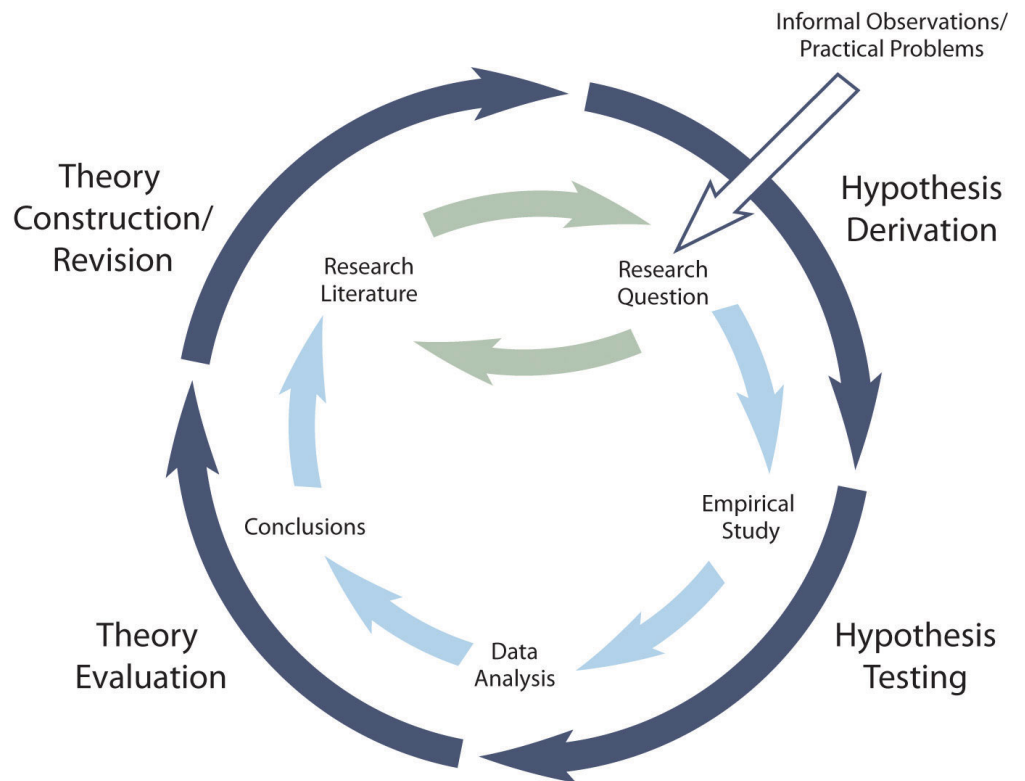 Informal Observations/
Practical Problems
Theory
Construction/
Revision
Hypothesis
Derivation
Research
Literature
Research
Question
Empirical
Study
Conclusions
Theory
Evaluation
Data
Analysis
Hypothesis
Testing